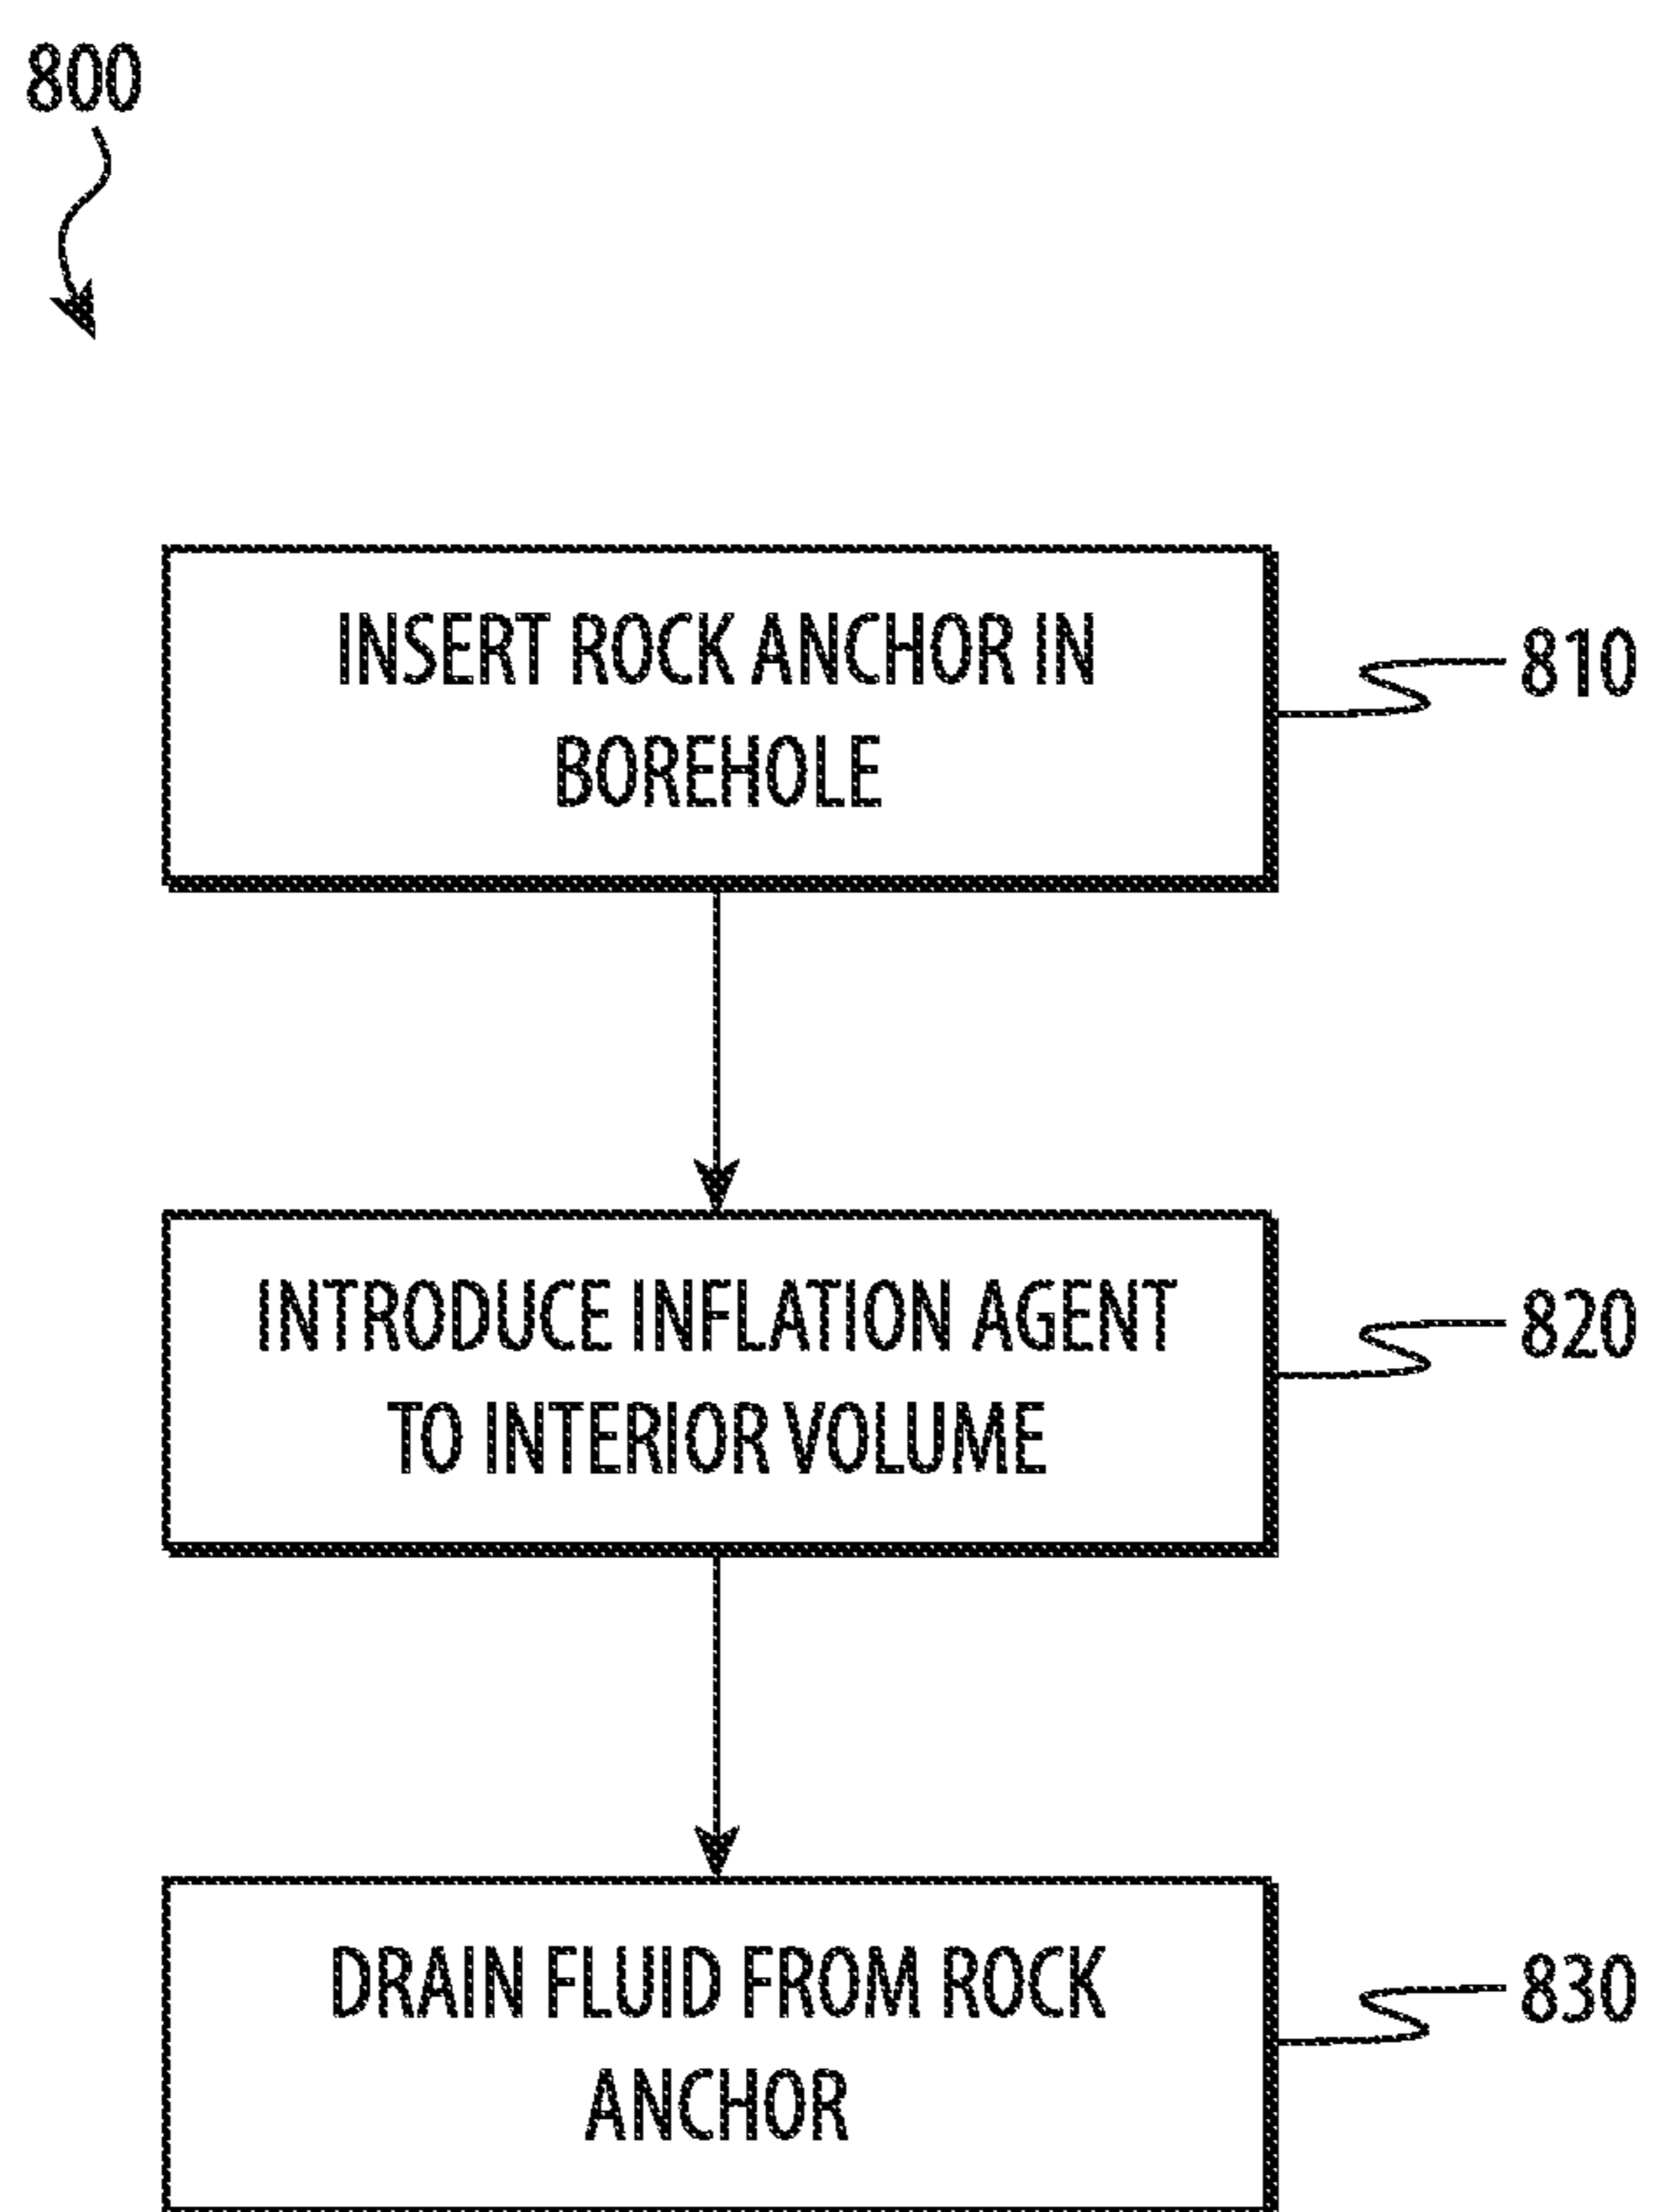 800
INSERT ROCK ANCHOR IN
BOREHOLE
810
INTRODUCE INFLATION AGENT
TO INTERIOR VOLUME
820
DRAIN FLUID FROM ROCK
ANCHOR
830